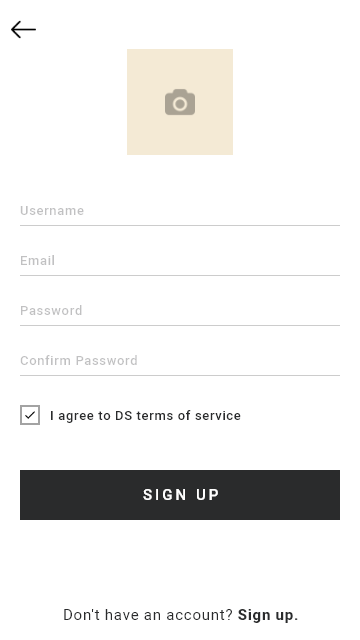 Username
Email
Password
Confirm Password
I agree to DS terms of service
SIGN UP
Don't have an account? Sign up.